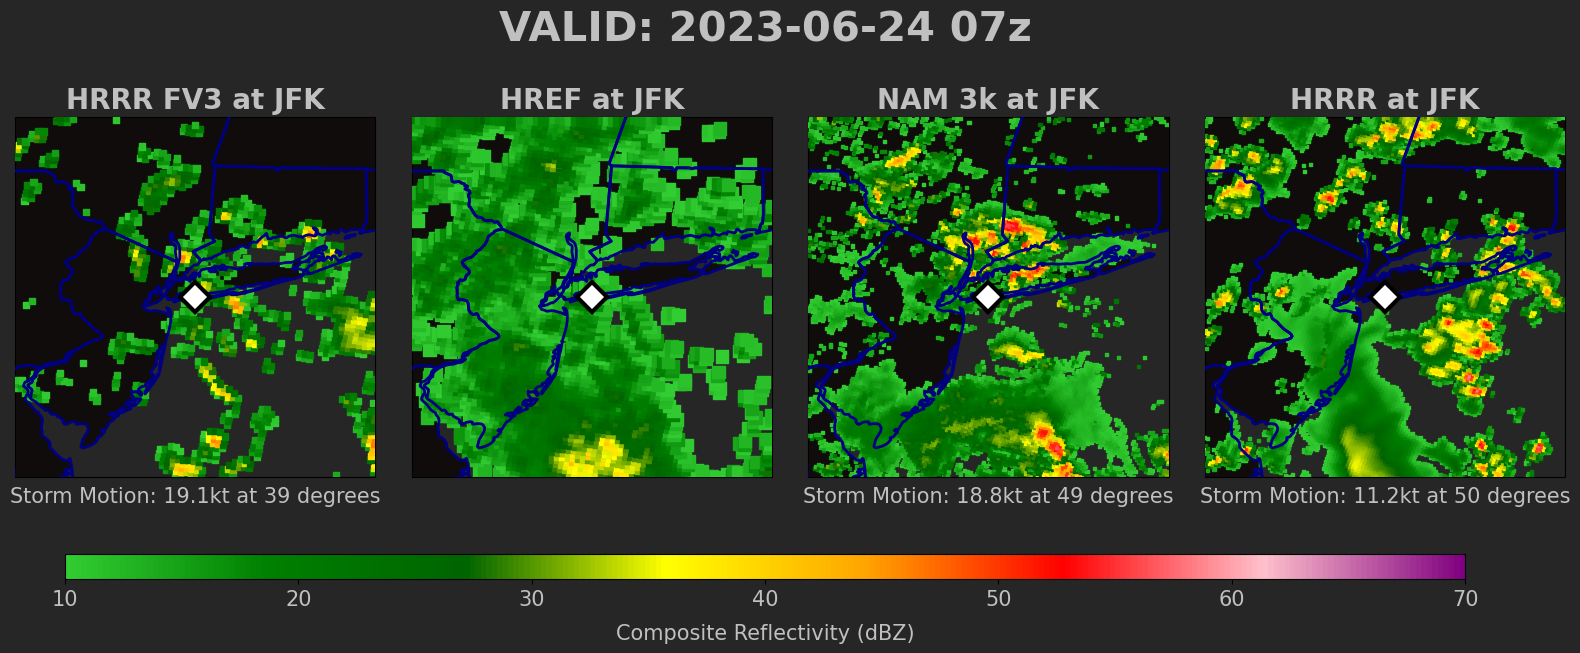 VALID: 2023-06-24 07z
HRRR FV3 at JFK
HREF at JFK
NAM 3k at JFK
HRRR at JFK
Storm Motion: 19.1kt at 39 degrees
Storm Motion: 18.8kt at 49 degrees
Storm Motion: 11.2kt at 50 degrees
10 20 30 40 50 60 70
Composite Reflectivity (dBZ)